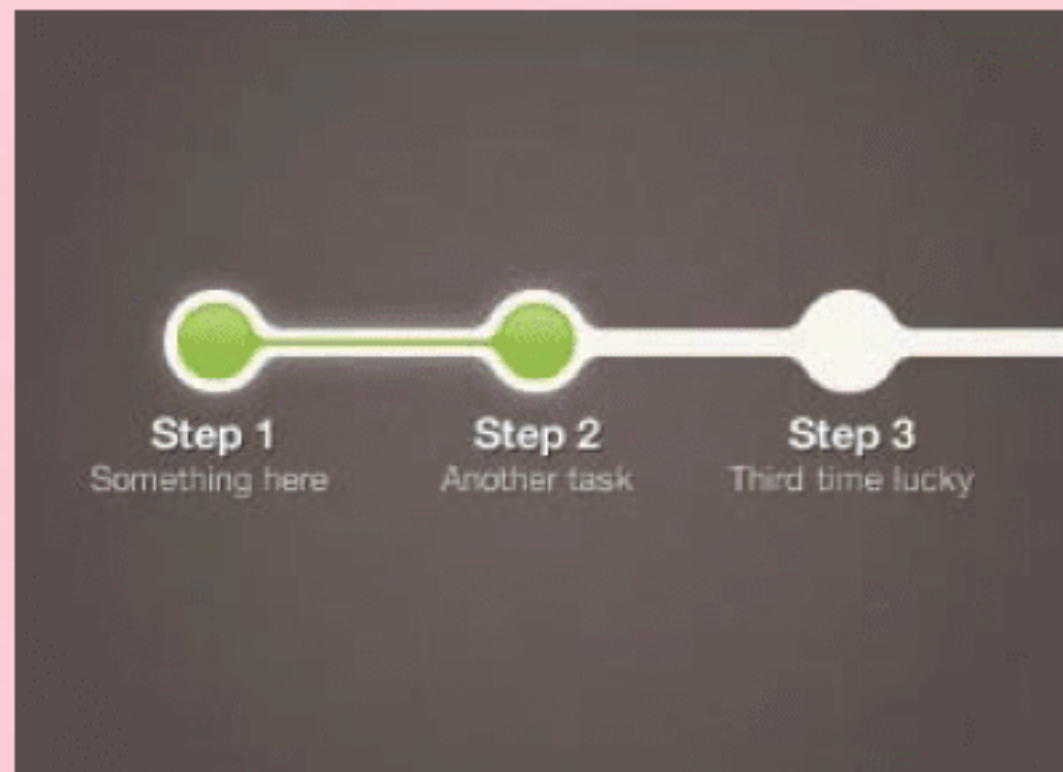 Step 1
Something here
Step 2
Another task
Step 3
Third time lucky